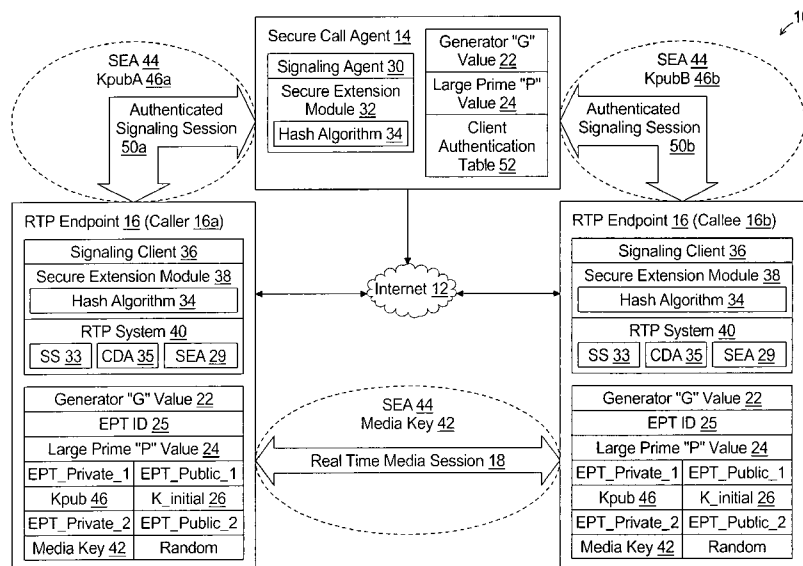 10
SEA 44
KpubA 46a
Authenticated
Signaling Session
50a
Secure Call Agent 14
Signaling Agent 30
Secure Extension
Module 32
Hash Algorithm 34
Generator "G"
Value 22
Large Prime "P"
Value 24
Client
Authentication
Table 52
SEA 44
KpubB 46b
Authenticated
Signaling Session
50b
RTP Endpoint 16 (Caller 16a)
Signaling Client 36
Secure Extension Module 38
Hash Algorithm 34
RTP System 40
SS 33 CDA 35 SEA 29
Generator "G" Value 22
EPT ID 25
Large Prime "P" Value 24
EPT_Private_1 EPT_Public_1
Kpub 46 K_initial 26
EPT_Private_2 EPT_Public_2
Media Key 42 Random
Internet 12
SEA 44
Media Key 42
Real Time Media Session 18
RTP Endpoint 16 (Callee 16b)
Signaling Client 36
Secure Extension Module 38
Hash Algorithm 34
RTP System 40
SS 33 CDA 35 SEA 29
Generator "G" Value 22
EPT ID 25
Large Prime "P" Value 24
EPT_Private_1 EPT_Public_1
Kpub 46 K_initial 26
EPT_Private_2 EPT_Public_2
Media Key 42 Random